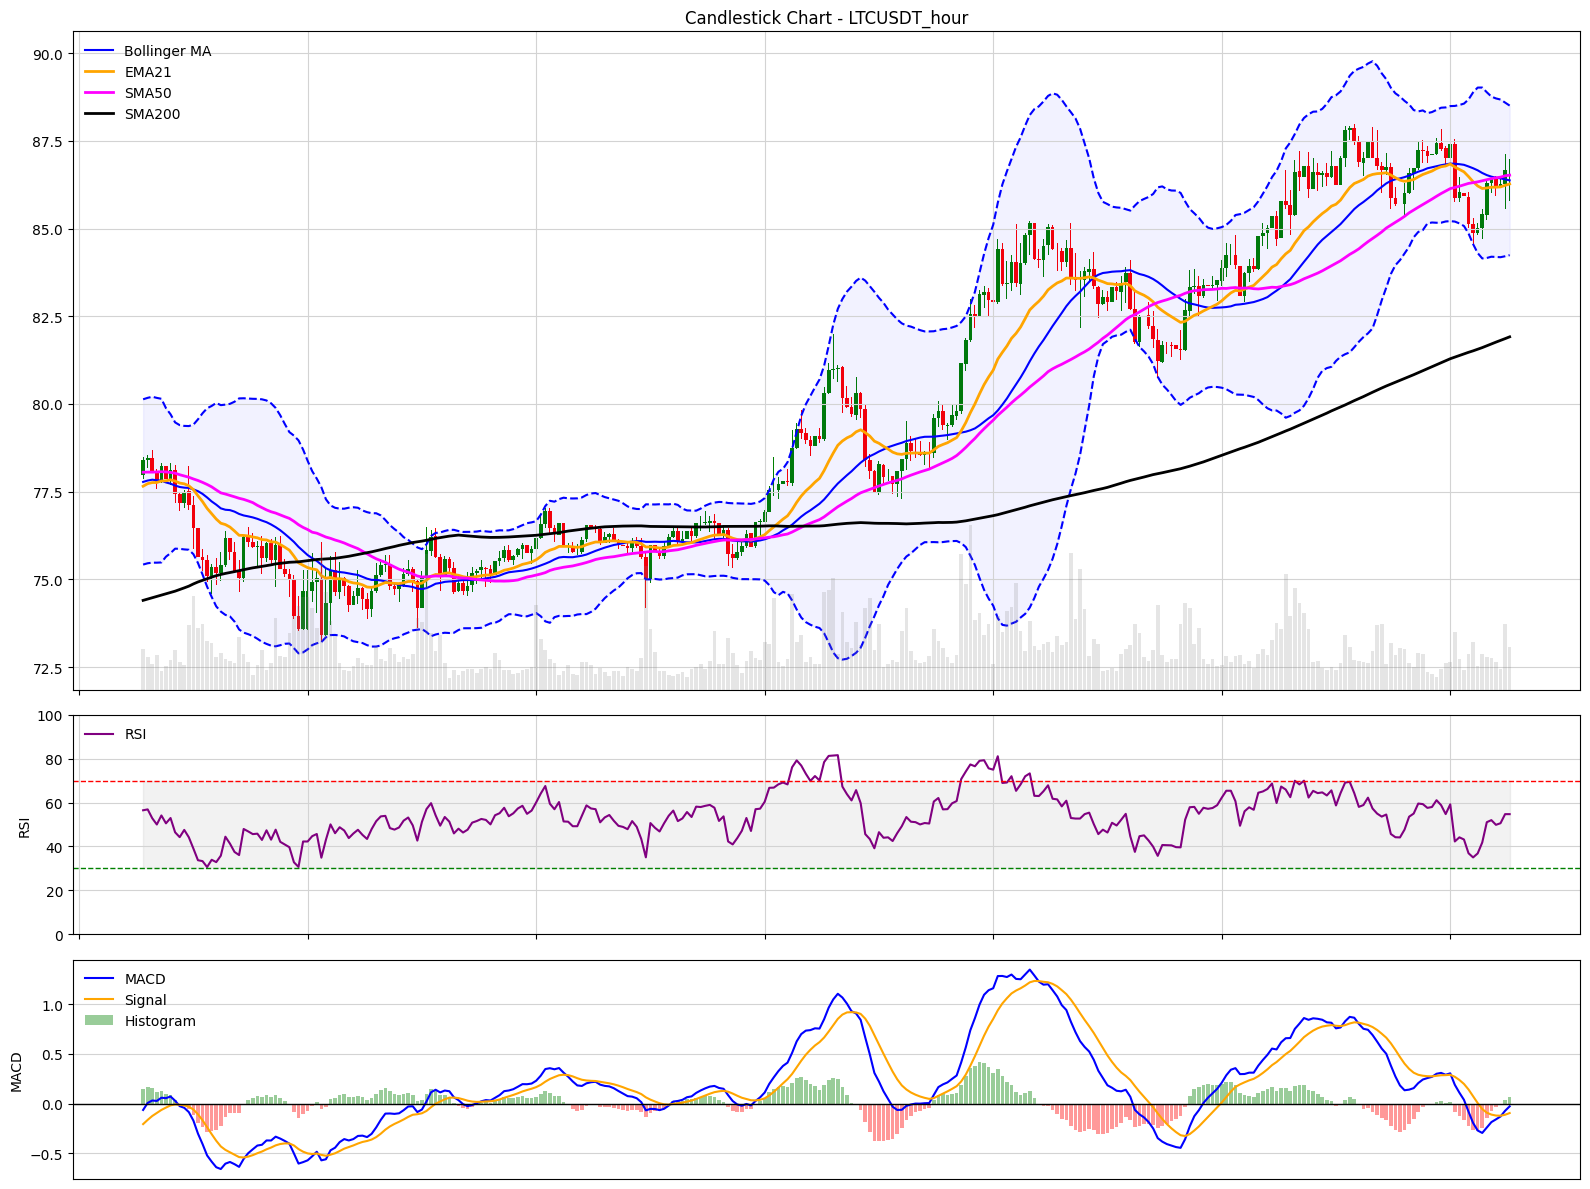 Candlestick Chart - LTCUSDT_hour
90.0
87.5
85.0
82.5
80.0
77.5
75.0
72.5
Bollinger MA
EMA21
SMA50
SMA200
100
80
60
40
20
0
RSI
RSI
1.0
0.5
0.0
−0.5
MACD
MACD
Signal
Histogram